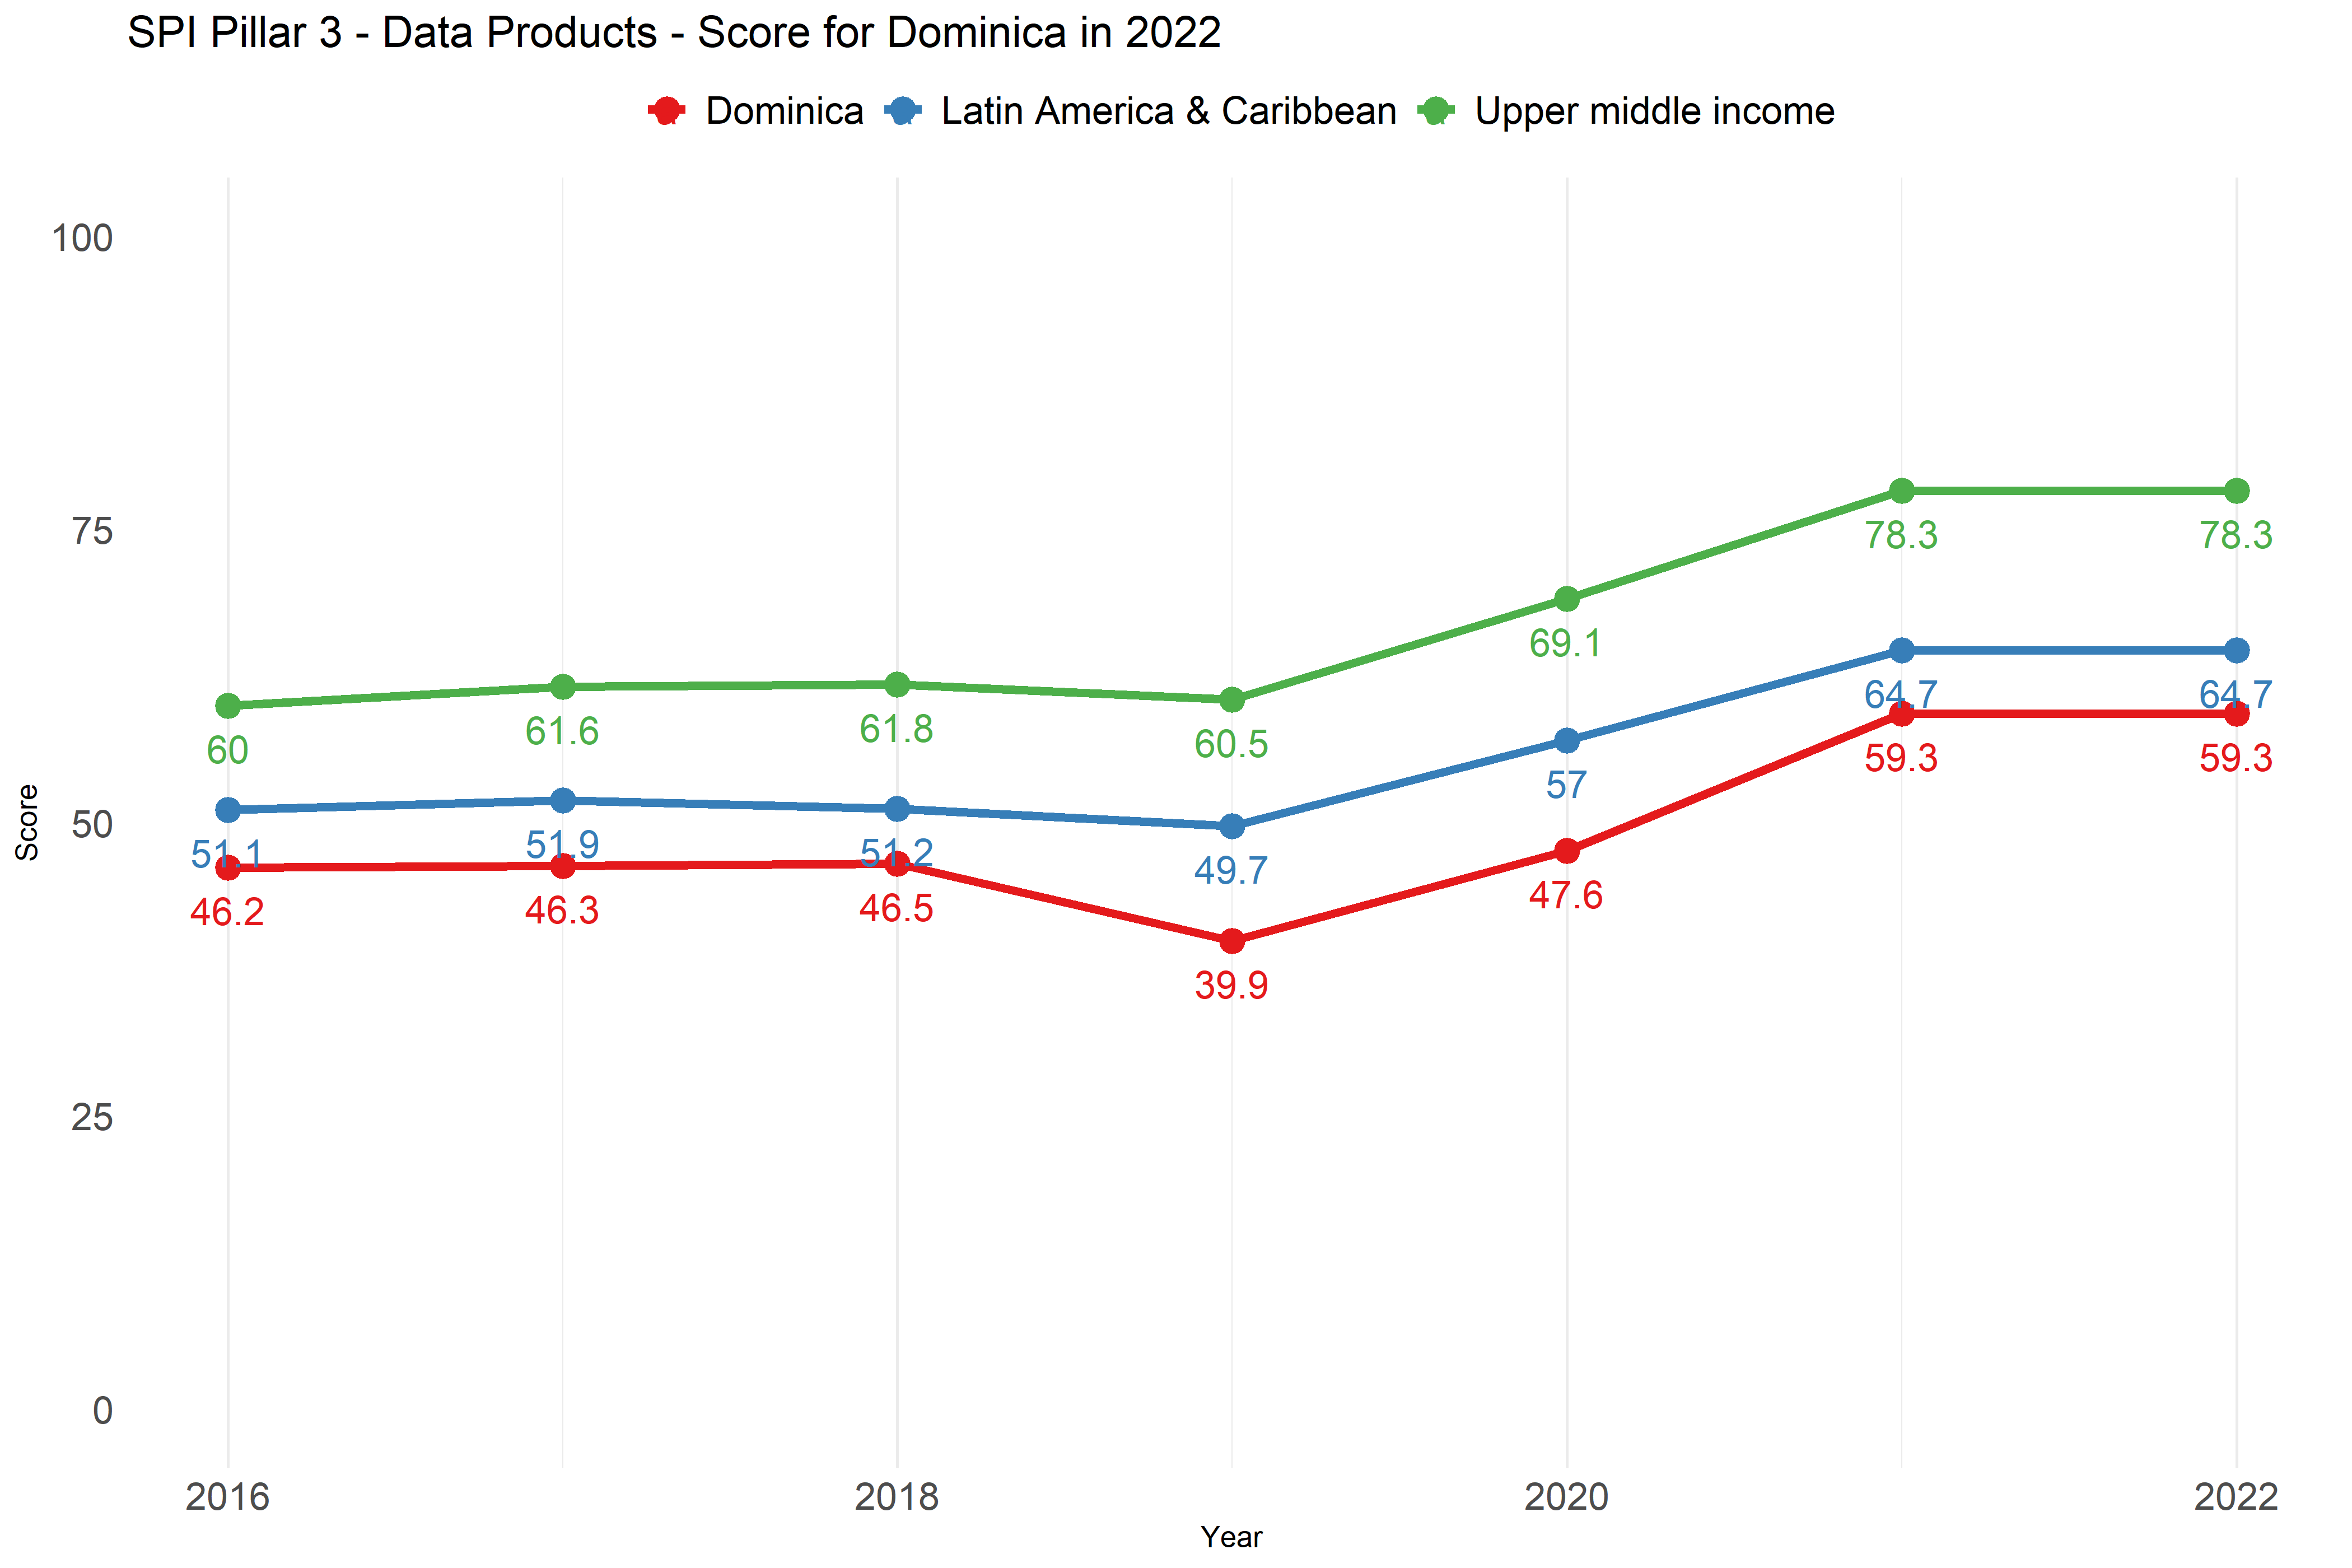 SPI Pillar 3 - Data Products - Score for Dominica in 2022
Dominica Latin America & Caribbean Upper middle income
100
75
50
25
0
Score
78.3 78.3
69.1
60 61.6 61.8 60.5
64.7 64.7
57
51.1 51.9 51.2 49.7
59.3 59.3
46.2 46.3 46.5 39.9 47.6
2016 2018 2020 2022
Year